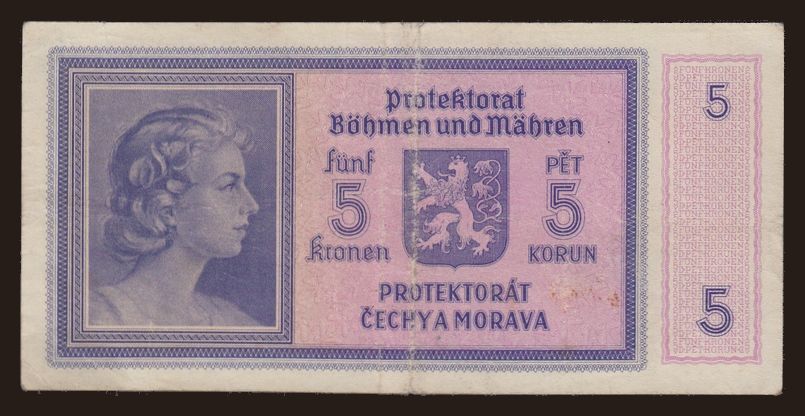 Protektorat
Böhmen und Mähren
fünf
5
Kronen
PĚT
5
KORUN
PROTEKTORÁT
ČECHY A MORAVA
5
5